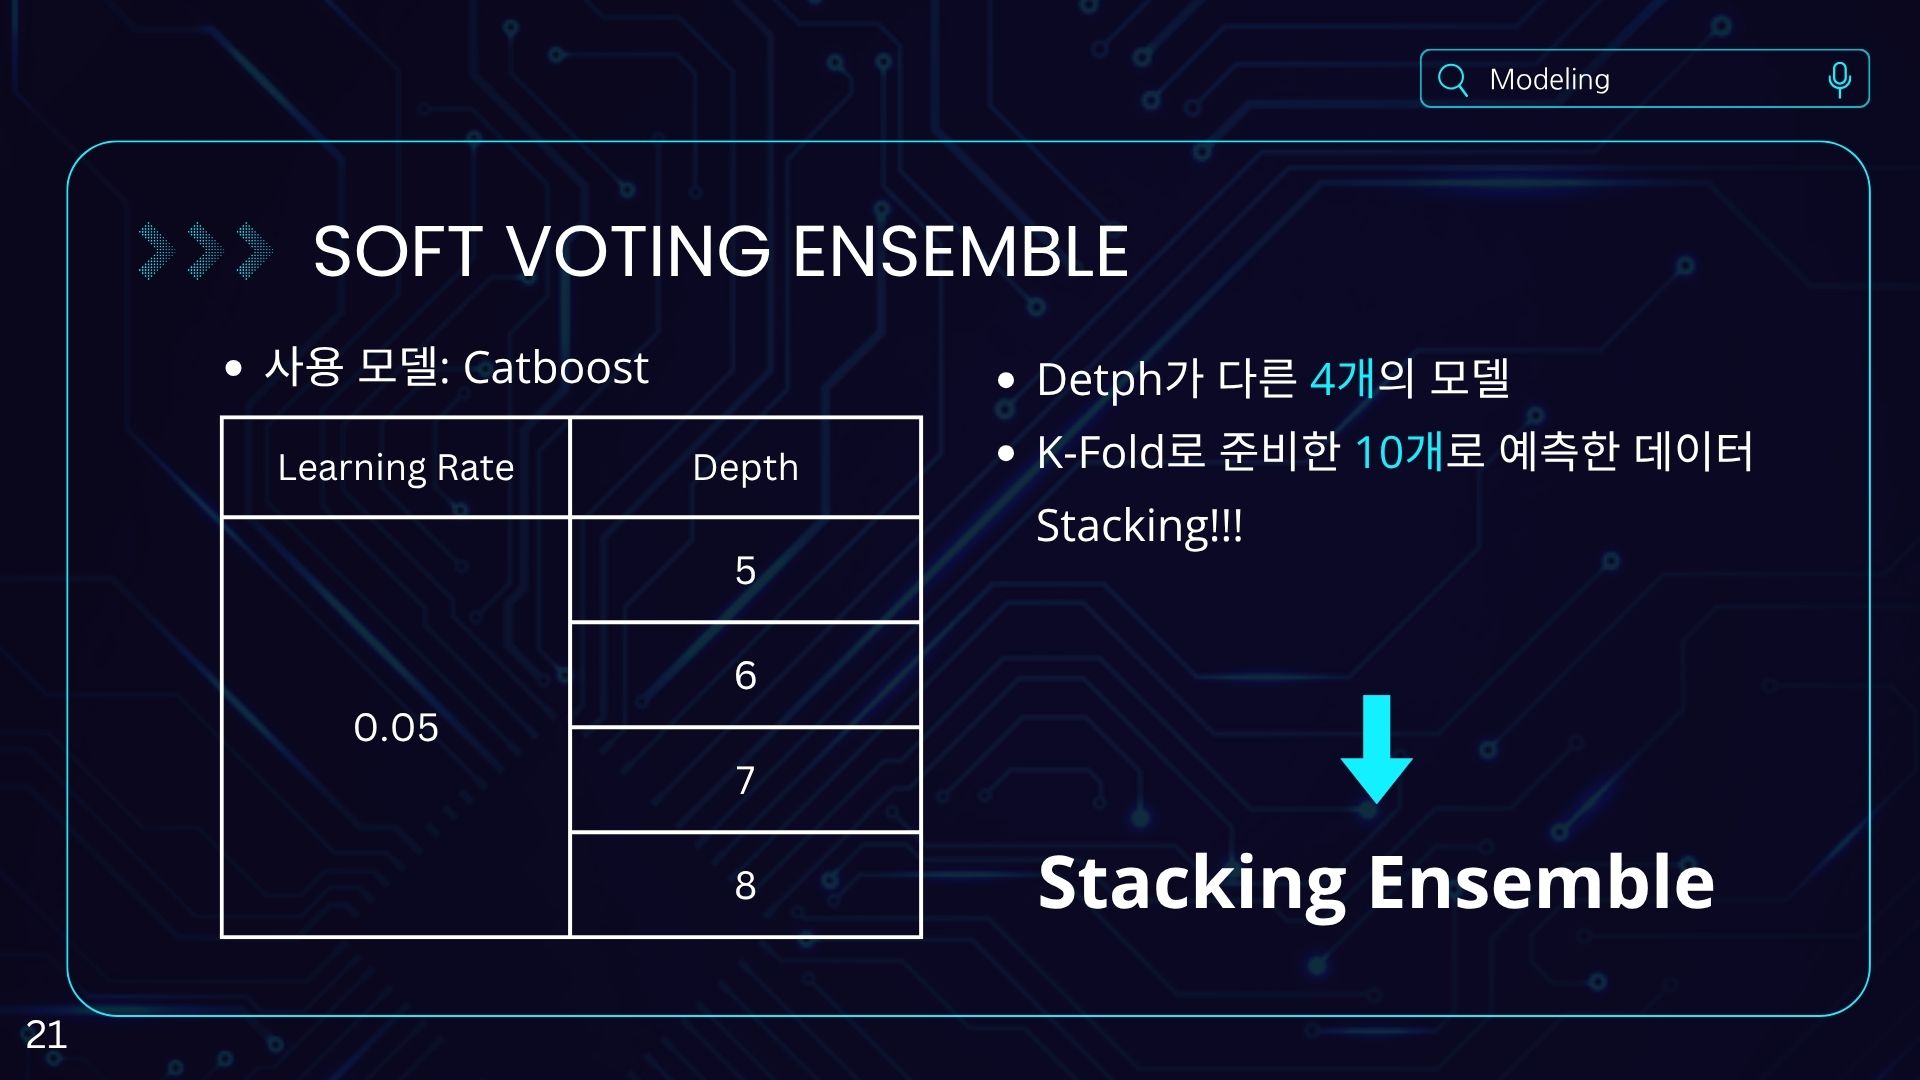 Modeling
SOFT VOTING ENSEMBLE
• 사용 모델: Catboost
Learning Rate
Depth
0.05
5
6
7
8
• Detph가 다른 4개의 모델
• K-Fold로 준비한 10개로 예측한 데이터
Stacking!!!
Stacking Ensemble
21